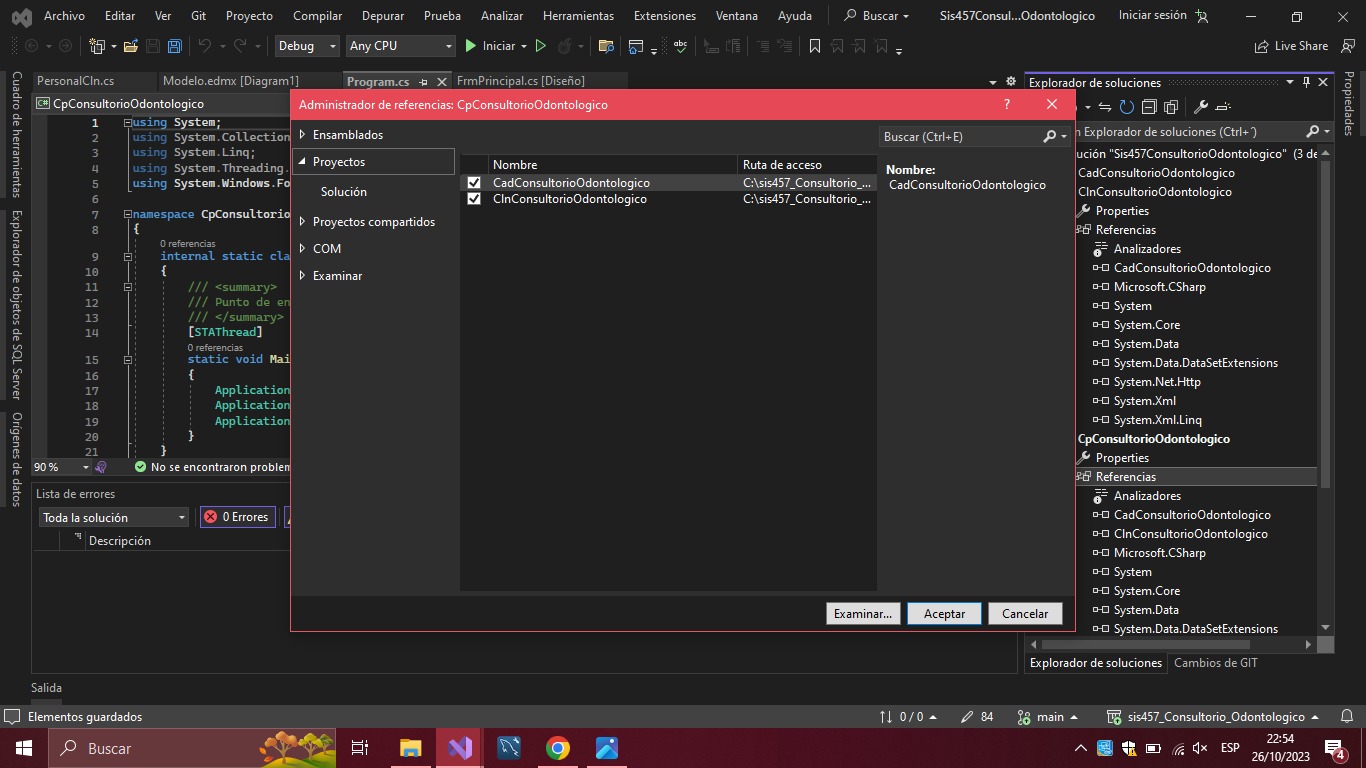 Archivo Editar Ver Git Proyecto Compilar Depurar Prueba Analizar Herramientas Extensiones Ventana Ayuda Buscar Sis457Consul...Odontologico Iniciar sesión
Debug Any CPU Iniciar Live Share
Cuadro de herramientas
Explorador de objetos de SQL Server
Orígenes de datos
PersonalCln.cs Modelo.edmx [Diagram1] Program.cs FrmPrincipal.cs [Diseño]
CpConsultorioOdontologico
1 using System;
2 using System.Collection
3 using System.Linq;
4 using System.Threading.
5 using System.Windows.Fo
6
7 namespace CpConsultorio
8 {
0 referencias
9 internal static cla
10 {
11 /// <summary>
12 /// Punto de en
13 /// </summary>
14 [STAThread]
0 referencias
15 static void Mai
16 {
17 Application
18 Application
19 Application
20 }
21 }
90 % No se encontraron problem
Lista de errores
Toda la solución 0 Errores
Descripción
Salida
Administrador de referencias: CpConsultorioOdontologico ?
Ensamblados
Proyectos
Solución
Proyectos compartidos
COM
Examinar
Nombre Ruta de acceso
CadConsultorioOdontologico C:\sis457_Consultorio_...
ClnConsultorioOdontologico C:\sis457_Consultorio_...
Buscar (Ctrl+E)
Nombre:
CadConsultorioOdontologico
Examinar... Aceptar Cancelar
Explorador de soluciones
n Explorador de soluciones (Ctrl+´)
ución "Sis457ConsultorioOdontologico" (3 de
CadConsultorioOdontologico
ClnConsultorioOdontologico
Properties
Referencias
Analizadores
CadConsultorioOdontologico
Microsoft.CSharp
System
System.Core
System.Data
System.Data.DataSetExtensions
System.Net.Http
System.Xml
System.Xml.Linq
CpConsultorioOdontologico
Properties
Referencias
Analizadores
CadConsultorioOdontologico
ClnConsultorioOdontologico
Microsoft.CSharp
System
System.Core
System.Data
System.Data.DataSetExtensions
Explorador de soluciones Cambios de GIT
Propiedades
Elementos guardados 0 / 0 84 main sis457_Consultorio_Odontologico
Buscar ESP 22:54
26/10/2023 4